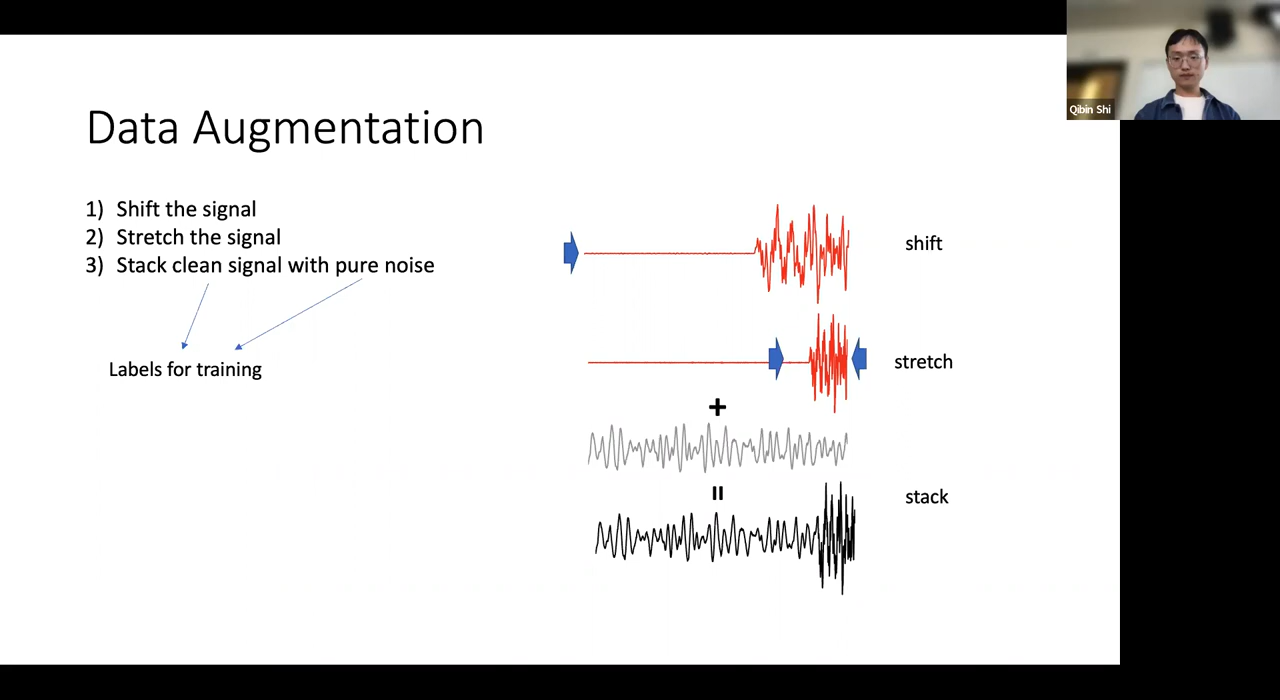 Qibin Shi
Data Augmentation
1) Shift the signal
2) Stretch the signal
3) Stack clean signal with pure noise
Labels for training
shift
stretch
+
=
stack